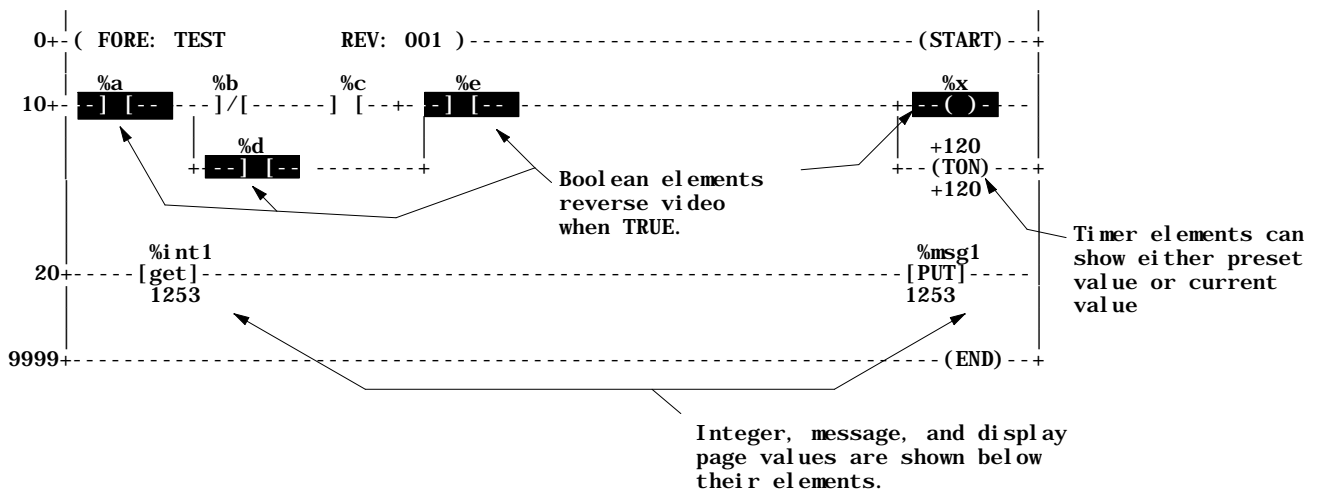 0+-( FORE: TEST REV: 001 )-----------------------------------------------(START)--+
%a %b %c %e %x
10+- --] [-- ----]/[------ ] [--+- --] [-- -----------------------------------+- --( )- ---
%d +120
+ --] [-- --------+ +--(TON)--+
+120
Boolean elements
reverse video
when TRUE.
Timer elements can
show either preset
value or current
value
%int1 %msg1
20+------[get]-----------------------------------------------------------[PUT]------
1253 1253
9999+---------------------------------------------------------------------(END)--+
Integer, message, and display
page values are shown below
their elements.